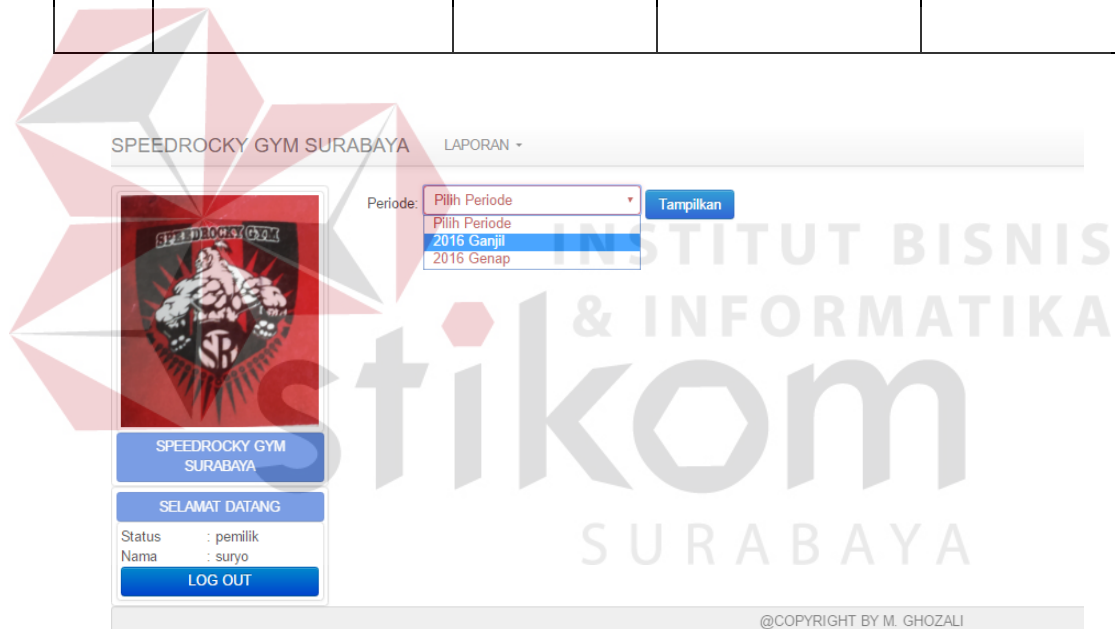 SPEEDROCKY GYM SURABAYA LAPORAN
Periode: Pilih Periode Tampilkan
Pilih Periode
2016 Ganjil
2016 Genap
SPEEDROCKY GYM
SR
SPEEDROCKY GYM
SURABAYA
SELAMAT DATANG
Status : pemilik
Nama : suryo
LOG OUT
@COPYRIGHT BY M. GHOZALI
INSTITUT BISNIS
& INFORMATIKA
stikom
SURABAYA